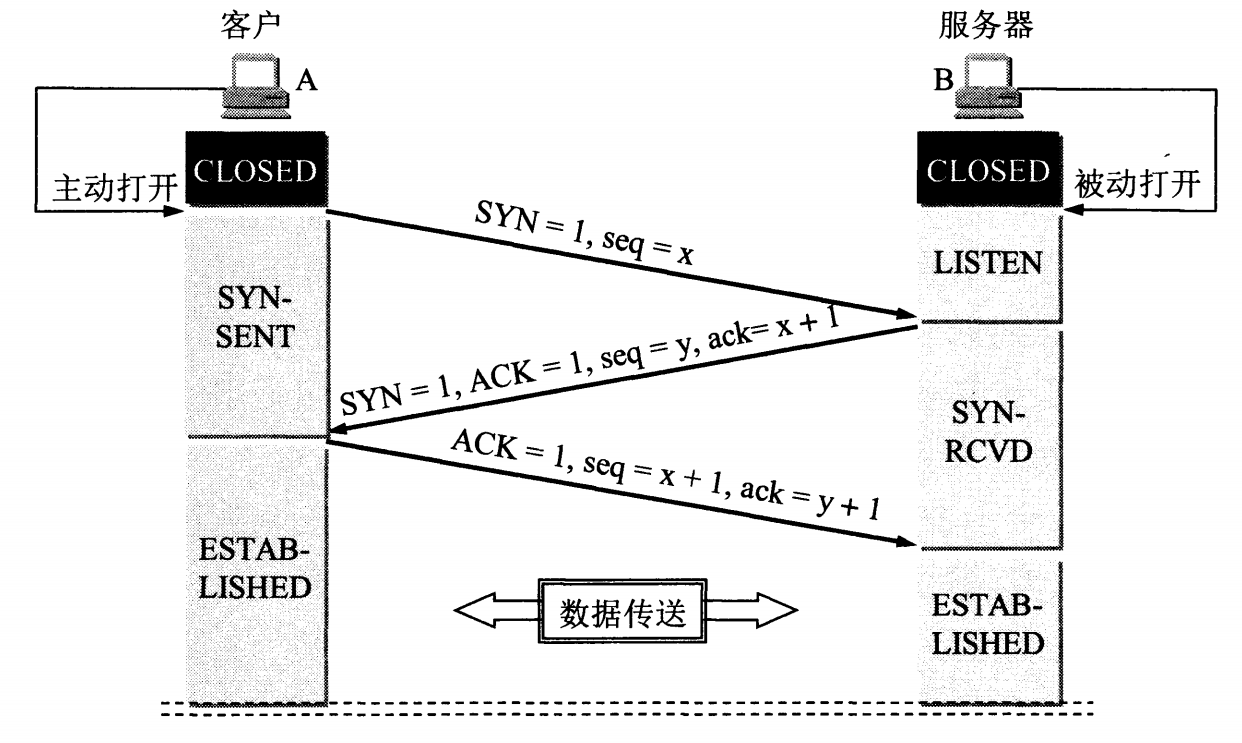 客户
服务器
A
B
CLOSED
CLOSED
主动打开
被动打开
SYN = 1, seq = x
LISTEN
SYN-
SENT
SYN = 1, ACK = 1, seq = y, ack= x + 1
SYN-
RCVD
ACK = 1, seq = x + 1, ack = y + 1
ESTAB-
LISHED
数据传送
ESTAB-
LISHED